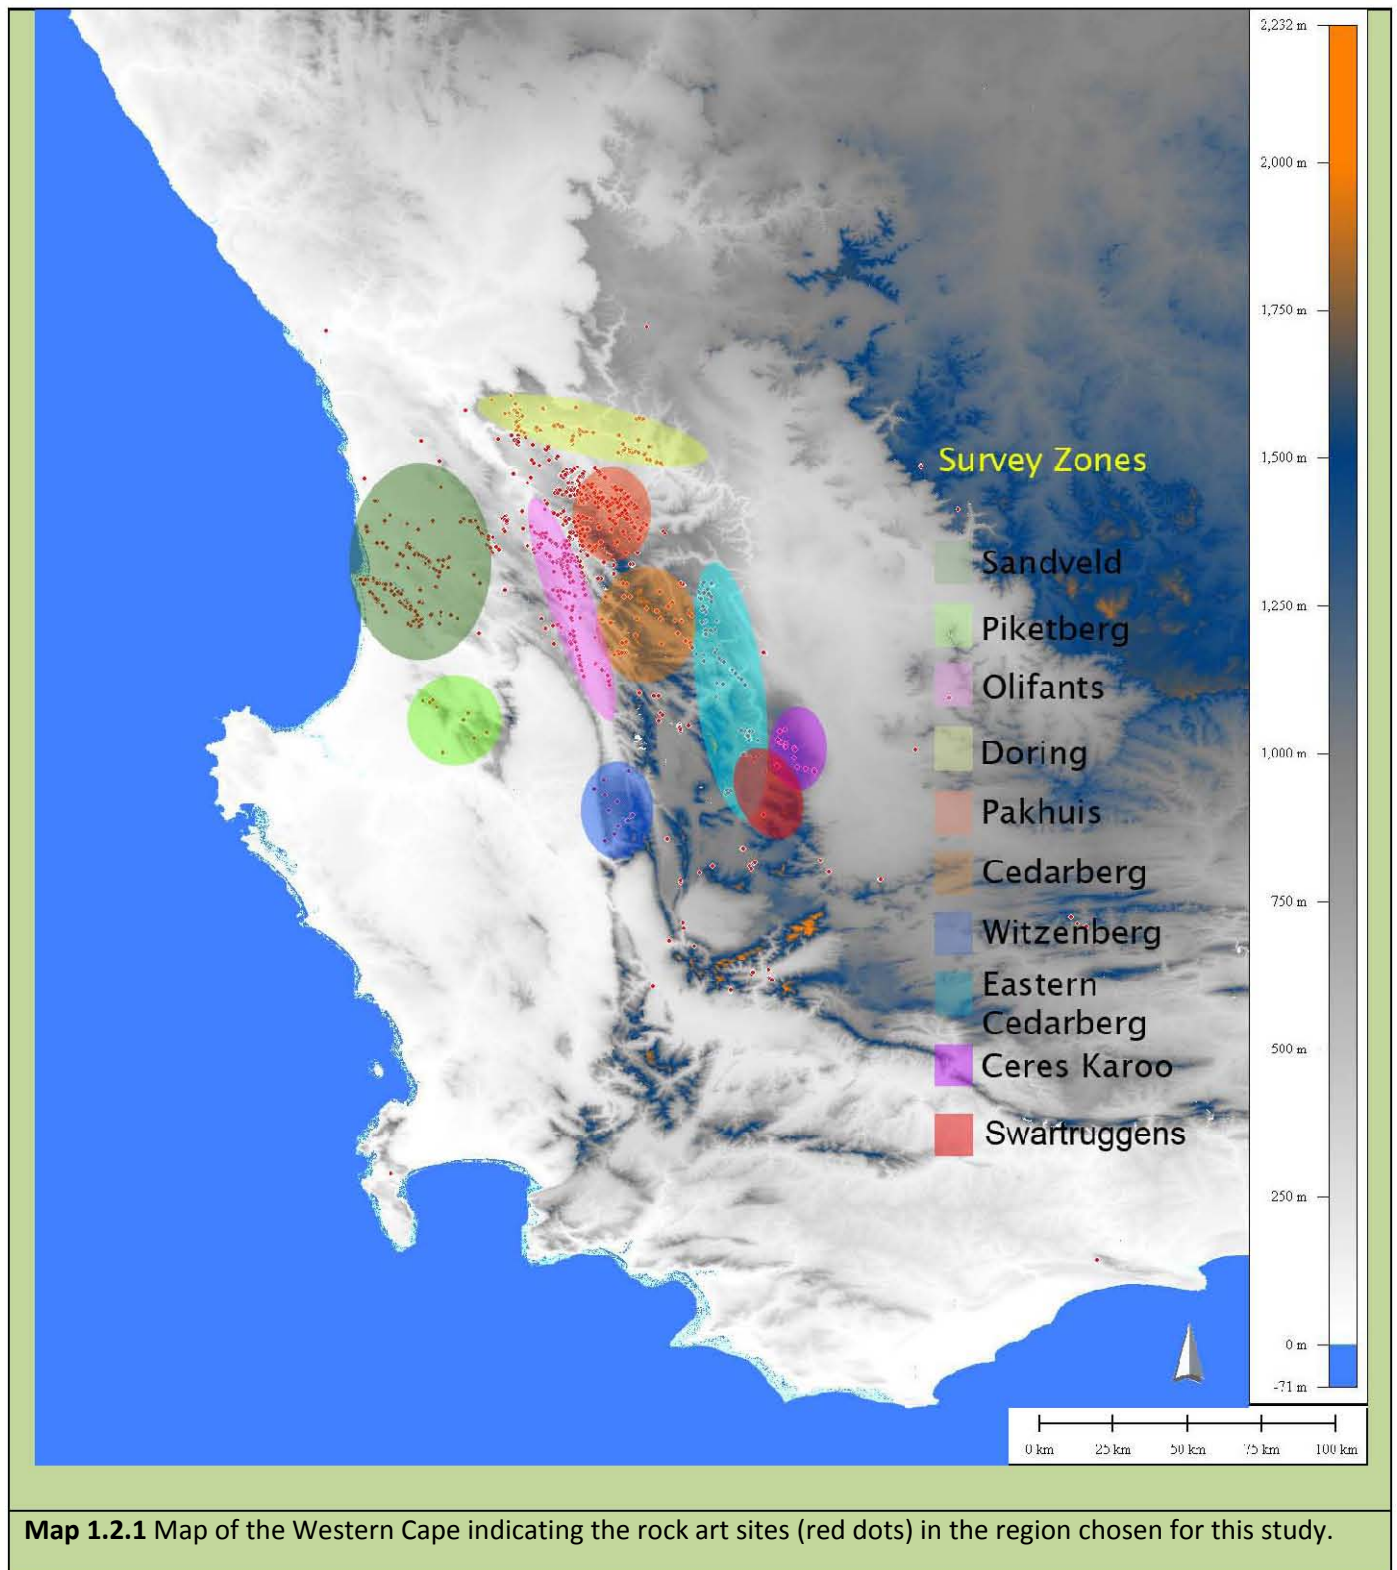 2,232 m
2,000 m
1,750 m
1,500 m
1,250 m
1,000 m
750 m
500 m
250 m
0 m
-71 m
Survey Zones
Sandveld
Piketberg
Olifants
Doring
Pakhuis
Cedarberg
Witzenberg
Eastern
Cedarberg
Ceres Karoo
Swartruggens
0 km 25 km 50 km 75 km 100 km
Map 1.2.1 Map of the Western Cape indicating the rock art sites (red dots) in the region chosen for this study.